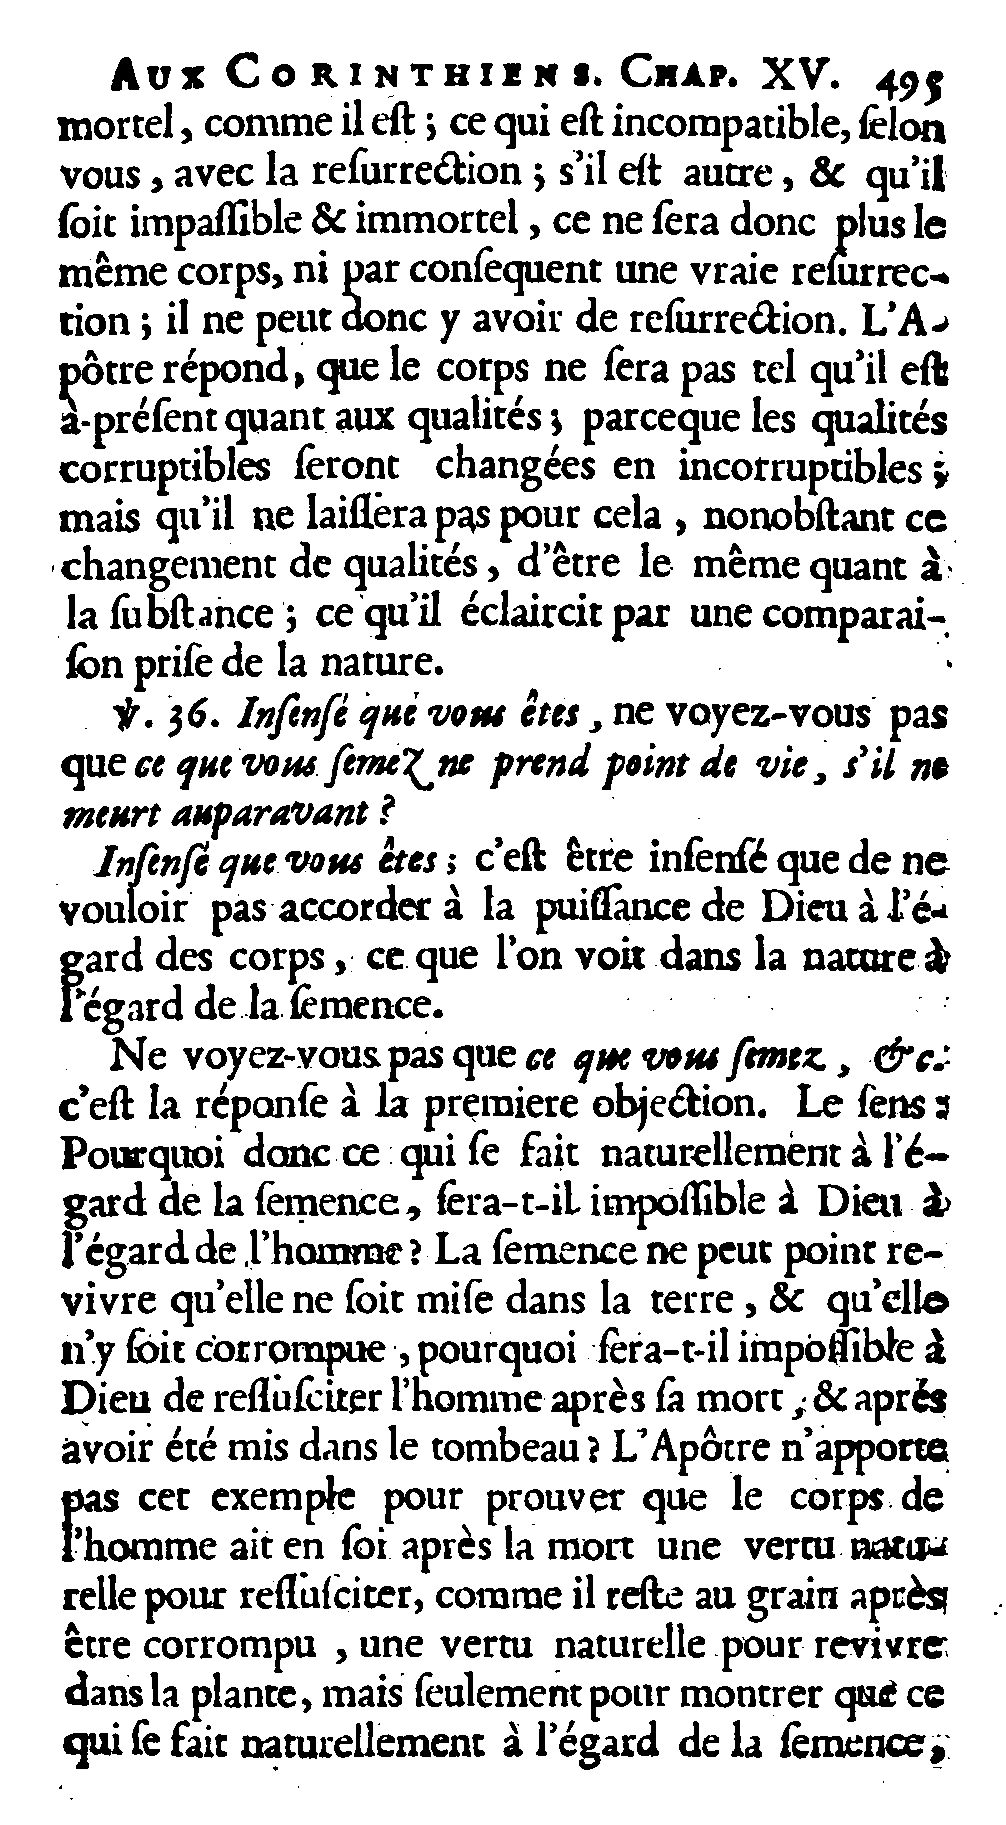 AUX CORINTHIENS. CHAP. XV. 495
mortel, comme il eſt ; ce qui eſt incompatible, ſelon
vous, avec la reſurrection ; s'il eſt autre, & qu'il
ſoit impaſſible & immortel, ce ne ſera donc plus le
même corps, ni par conſequent une vraie reſurrec-
tion ; il ne peut donc y avoir de reſurrection. L'A-
pôtre répond, que le corps ne ſera pas tel qu'il eſt
à-préſent quant aux qualités ; parceque les qualités
corruptibles ſeront changées en incorruptibles ;
mais qu'il ne laiſſera pas pour cela, nonobſtant ce
changement de qualités, d'être le même quant à
la ſubſtance ; ce qu'il éclaircit par une comparai-
ſon priſe de la nature.
℣. 36. Inſenſé que vous êtes, ne voyez-vous pas
que ce que vous ſemez ne prend point de vie, s'il ne
meurt auparavant ?
Inſenſé que vous êtes ; c'eſt être inſenſé que de ne
vouloir pas accorder à la puiſſance de Dieu à l'é-
gard des corps, ce que l'on voit dans la nature à
l'égard de la ſemence.
Ne voyez-vous pas que ce que vous ſemez, &c.
c'eſt la réponſe à la premiere objection. Le ſens :
Pourquoi donc ce qui ſe fait naturellement à l'é-
gard de la ſemence, ſera-t-il impoſſible à Dieu à
l'égard de l'homme ? La ſemence ne peut point re-
vivre qu'elle ne ſoit miſe dans la terre, & qu'elle
n'y ſoit corrompue, pourquoi ſera-t-il impoſſible à
Dieu de reſſuſciter l'homme après ſa mort, & aprés
avoir été mis dans le tombeau ? L'Apôtre n'apporte
pas cet exemple pour prouver que le corps de
l'homme ait en ſoi après la mort une vertu natu-
relle pour reſſuſciter, comme il reſte au grain après
être corrompu, une vertu naturelle pour revivre
dans la plante, mais ſeulement pour montrer que ce
qui ſe fait naturellement à l'égard de la ſemence,